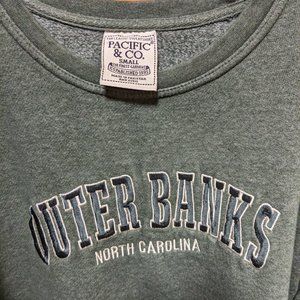 PACIFIC
& CO.
SMALL
OUTER BANKS
NORTH CAROLINA